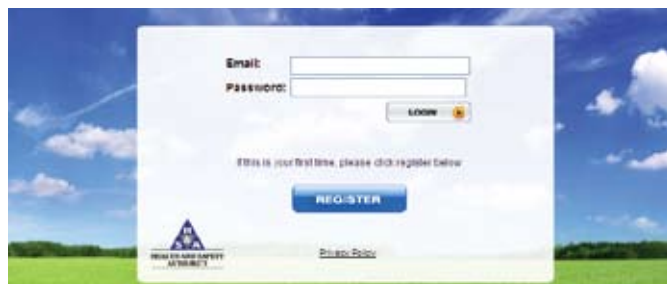 Email:
Password:
LOGIN
If this is your first time, please click register below
REGISTER
H
S A
HEALTH AND SAFETY
AUTHORITY
Privacy Policy